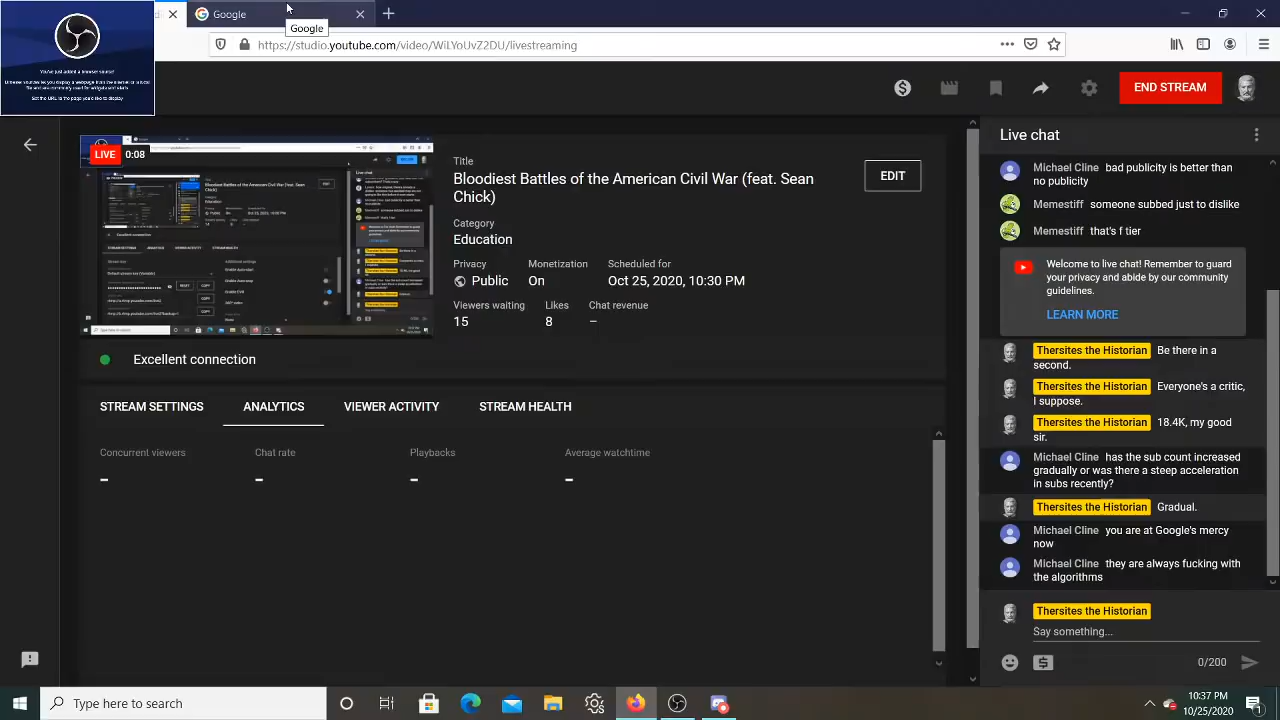 You've just added a browser source!
Google
Google
https://studio.youtube.com/video/WiLYoUvZ2DU/livestreaming
END STREAM
LIVE 0:08
Title
Bloodiest Battles of the American Civil War (feat. Sean
Chick)
EDIT
Category
Education
Privacy Monetization Scheduled for
Public On Oct 25, 2020, 10:30 PM
Viewers waiting Likes Chat revenue
15 –
Excellent connection
STREAM SETTINGS ANALYTICS VIEWER ACTIVITY STREAM HEALTH
Concurrent viewers Chat rate Playbacks Average watchtime
– – – –
Live chat
Michael Cline bad publicity is better than
no publicity
Memestiff someone subbed just to dislike
Memestiff that's f tier
Welcome to live chat! Remember to guard
your privacy and abide by our community
guidelines.
LEARN MORE
Thersites the Historian Be there in a
second.
Thersites the Historian Everyone's a critic,
I suppose.
Thersites the Historian 18.4K, my good
sir.
Michael Cline has the sub count increased
gradually or was there a steep acceleration
in subs recently?
Thersites the Historian Gradual.
Michael Cline you are at Google's mercy
now
Michael Cline they are always fucking with
the algorithms
Thersites the Historian
Say something...
0/200
Type here to search
10:37 PM
10/25/2020